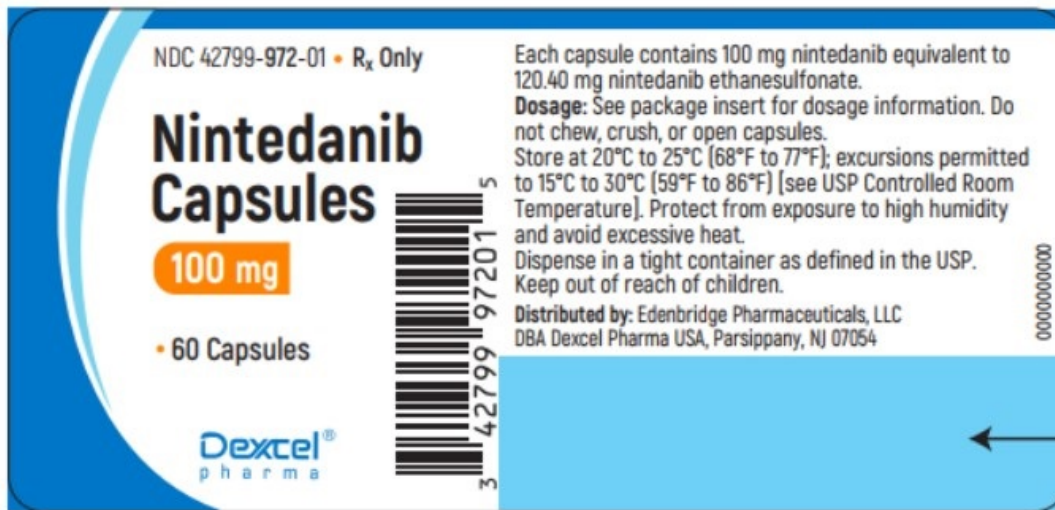 NDC 42799-972-01 • Rx Only
Nintedanib
Capsules
100 mg
• 60 Capsules
Dexcel®
pharma
3 42799 97201 5
Each capsule contains 100 mg nintedanib equivalent to
120.40 mg nintedanib ethanesulfonate.
Dosage: See package insert for dosage information. Do
not chew, crush, or open capsules.
Store at 20°C to 25°C (68°F to 77°F); excursions permitted
to 15°C to 30°C (59°F to 86°F) [see USP Controlled Room
Temperature]. Protect from exposure to high humidity
and avoid excessive heat.
Dispense in a tight container as defined in the USP.
Keep out of reach of children.
Distributed by: Edenbridge Pharmaceuticals, LLC
DBA Dexcel Pharma USA, Parsippany, NJ 07054
0000000000